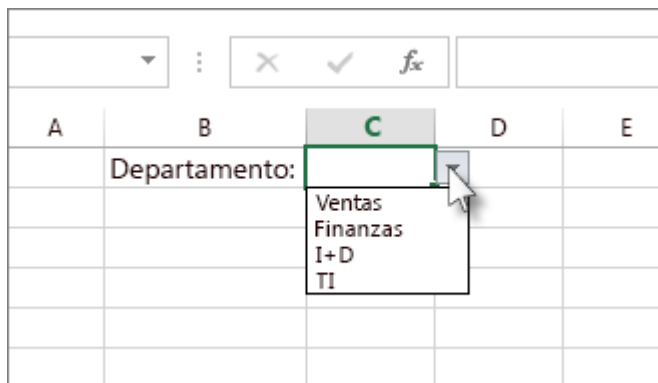 fx
A B C D E
Departamento:
Ventas
Finanzas
I+D
TI